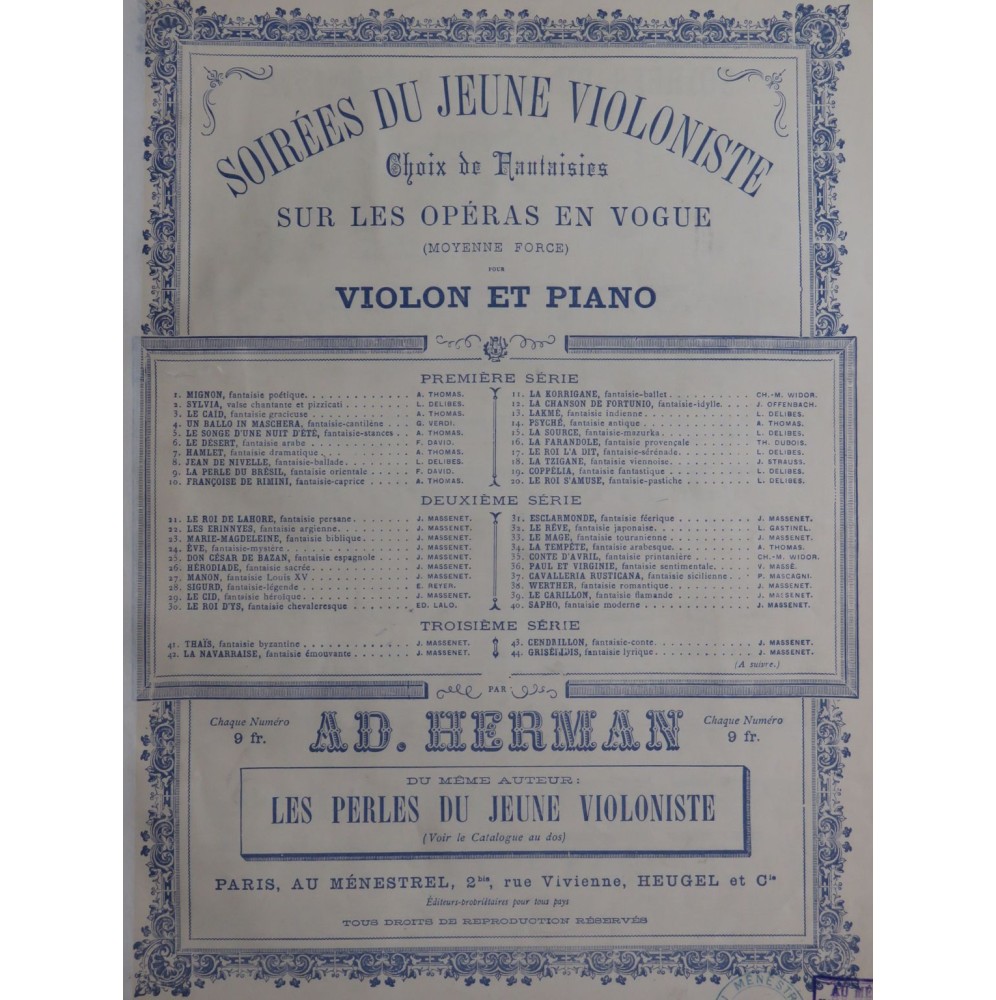 SOIRÉES DU JEUNE VIOLONISTE
Choix de Fantaisies
SUR LES OPÉRAS EN VOGUE
(MOYENNE FORCE)
POUR
VIOLON ET PIANO
PREMIÈRE SÉRIE
1. MIGNON, fantaisie poétique . . . A. THOMAS.
2. SYLVIA, valse chantante et pizzicati . . . L. DELIBES.
3. LE CAÏD, fantaisie gracieuse . . . A. THOMAS.
4. UN BALLO IN MASCHERA, fantaisie-cantilène . . . G. VERDI.
5. LE SONGE D'UNE NUIT D'ÉTÉ, fantaisie-stances . . . A. THOMAS.
6. LE DÉSERT, fantaisie arabe . . . F. DAVID.
7. HAMLET, fantaisie dramatique . . . A. THOMAS.
8. JEAN DE NIVELLE, fantaisie-ballade . . . L. DELIBES.
9. LA PERLE DU BRÉSIL, fantaisie orientale . . . F. DAVID.
10. FRANÇOISE DE RIMINI, fantaisie-caprice . . . A. THOMAS.
11. LA KORRIGANE, fantaisie-ballet . . . CH.-M. WIDOR.
12. LA CHANSON DE FORTUNIO, fantaisie-idylle . . . J. OFFENBACH.
13. LAKMÉ, fantaisie indienne . . . L. DELIBES.
14. PSYCHÉ, fantaisie antique . . . A. THOMAS.
15. LA SOURCE, fantaisie-mazurka . . . L. DELIBES.
16. LA FARANDOLE, fantaisie provençale . . . TH. DUBOIS.
17. LE ROI L'A DIT, fantaisie-sérénade . . . L. DELIBES.
18. LA TZIGANE, fantaisie viennoise . . . J. STRAUSS.
19. COPPÉLIA, fantaisie fantastique . . . L. DELIBES.
20. LE ROI S'AMUSE, fantaisie-pastiche . . . L. DELIBES.
DEUXIÈME SÉRIE
21. LE ROI DE LAHORE, fantaisie persane . . . J. MASSENET.
22. LES ERINNYES, fantaisie argienne . . . J. MASSENET.
23. MARIE-MAGDELEINE, fantaisie biblique . . . J. MASSENET.
24. ÈVE, fantaisie-mystère . . . J. MASSENET.
25. DON CÉSAR DE BAZAN, fantaisie espagnole . . . J. MASSENET.
26. HÉRODIADE, fantaisie sacrée . . . J. MASSENET.
27. MANON, fantaisie Louis XV . . . J. MASSENET.
28. SIGURD, fantaisie-légende . . . E. REYER.
29. LE CID, fantaisie héroïque . . . J. MASSENET.
30. LE ROI D'YS, fantaisie chevaleresque . . . ED. LALO.
31. ESCLARMONDE, fantaisie féerique . . . J. MASSENET.
32. LE RÊVE, fantaisie japonaise . . . L. GASTINEL.
33. LE MAGE, fantaisie touranienne . . . J. MASSENET.
34. LA TEMPÊTE, fantaisie arabesque . . . A. THOMAS.
35. CONTE D'AVRIL, fantaisie printanière . . . CH.-M. WIDOR.
36. PAUL ET VIRGINIE, fantaisie sentimentale . . . V. MASSÉ.
37. CAVALLERIA RUSTICANA, fantaisie sicilienne . . . P. MASCAGNI.
38. WERTHER, fantaisie romantique . . . J. MASSENET.
39. LE CARILLON, fantaisie flamande . . . J. MASSENET.
40. SAPHO, fantaisie moderne . . . J. MASSENET.
TROISIÈME SÉRIE
41. THAÏS, fantaisie byzantine . . . J. MASSENET.
42. LA NAVARRAISE, fantaisie émouvante . . . J. MASSENET.
43. CENDRILLON, fantaisie-conte . . . J. MASSENET.
44. GRISÉLIDIS, fantaisie lyrique . . . J. MASSENET.
(A suivre.)
PAR
Chaque Numéro
9 fr.
AD. HERMAN
Chaque Numéro
9 fr.
DU MÊME AUTEUR:
LES PERLES DU JEUNE VIOLONISTE
(Voir le Catalogue au dos)
PARIS, AU MÉNESTREL, 2bis, rue Vivienne, HEUGEL et Cie
Éditeurs-propriétaires pour tous pays
TOUS DROITS DE REPRODUCTION RÉSERVÉS
MÉNEST
AU MÉ